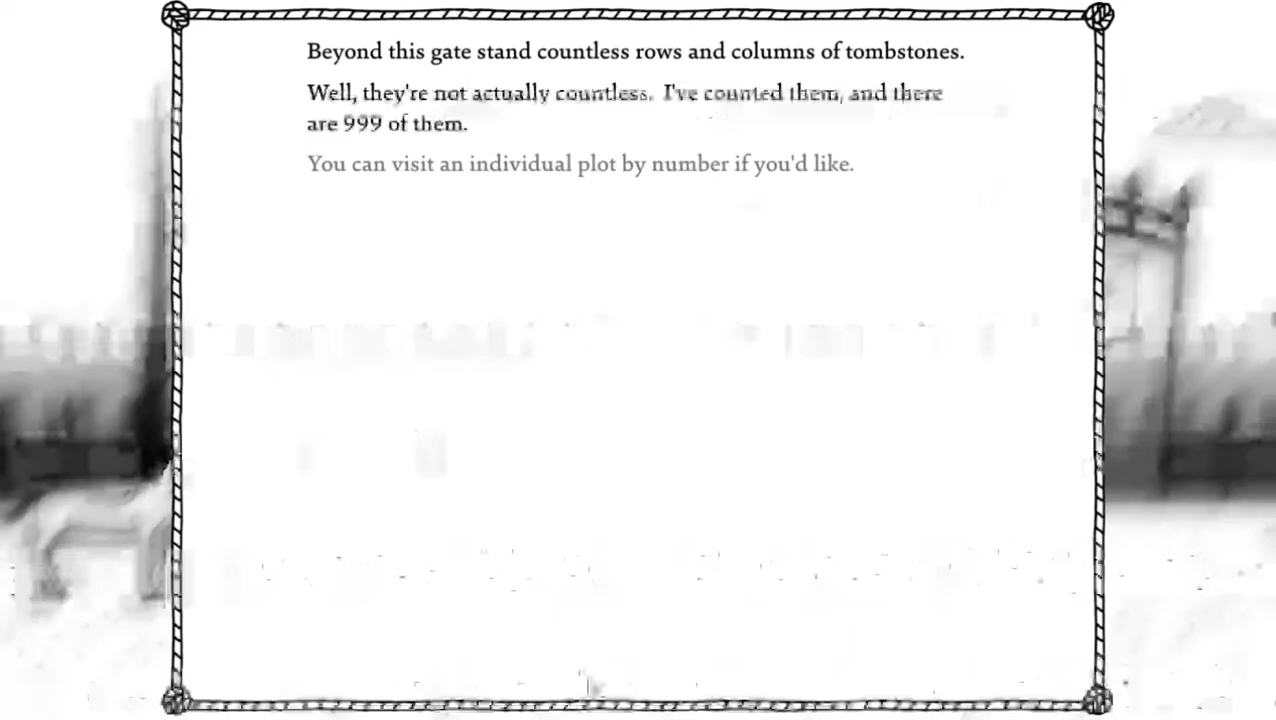 Beyond this gate stand countless rows and columns of tombstones.
Well, they're not actually countless. I've counted them, and there
are 999 of them.
You can visit an individual plot by number if you'd like.